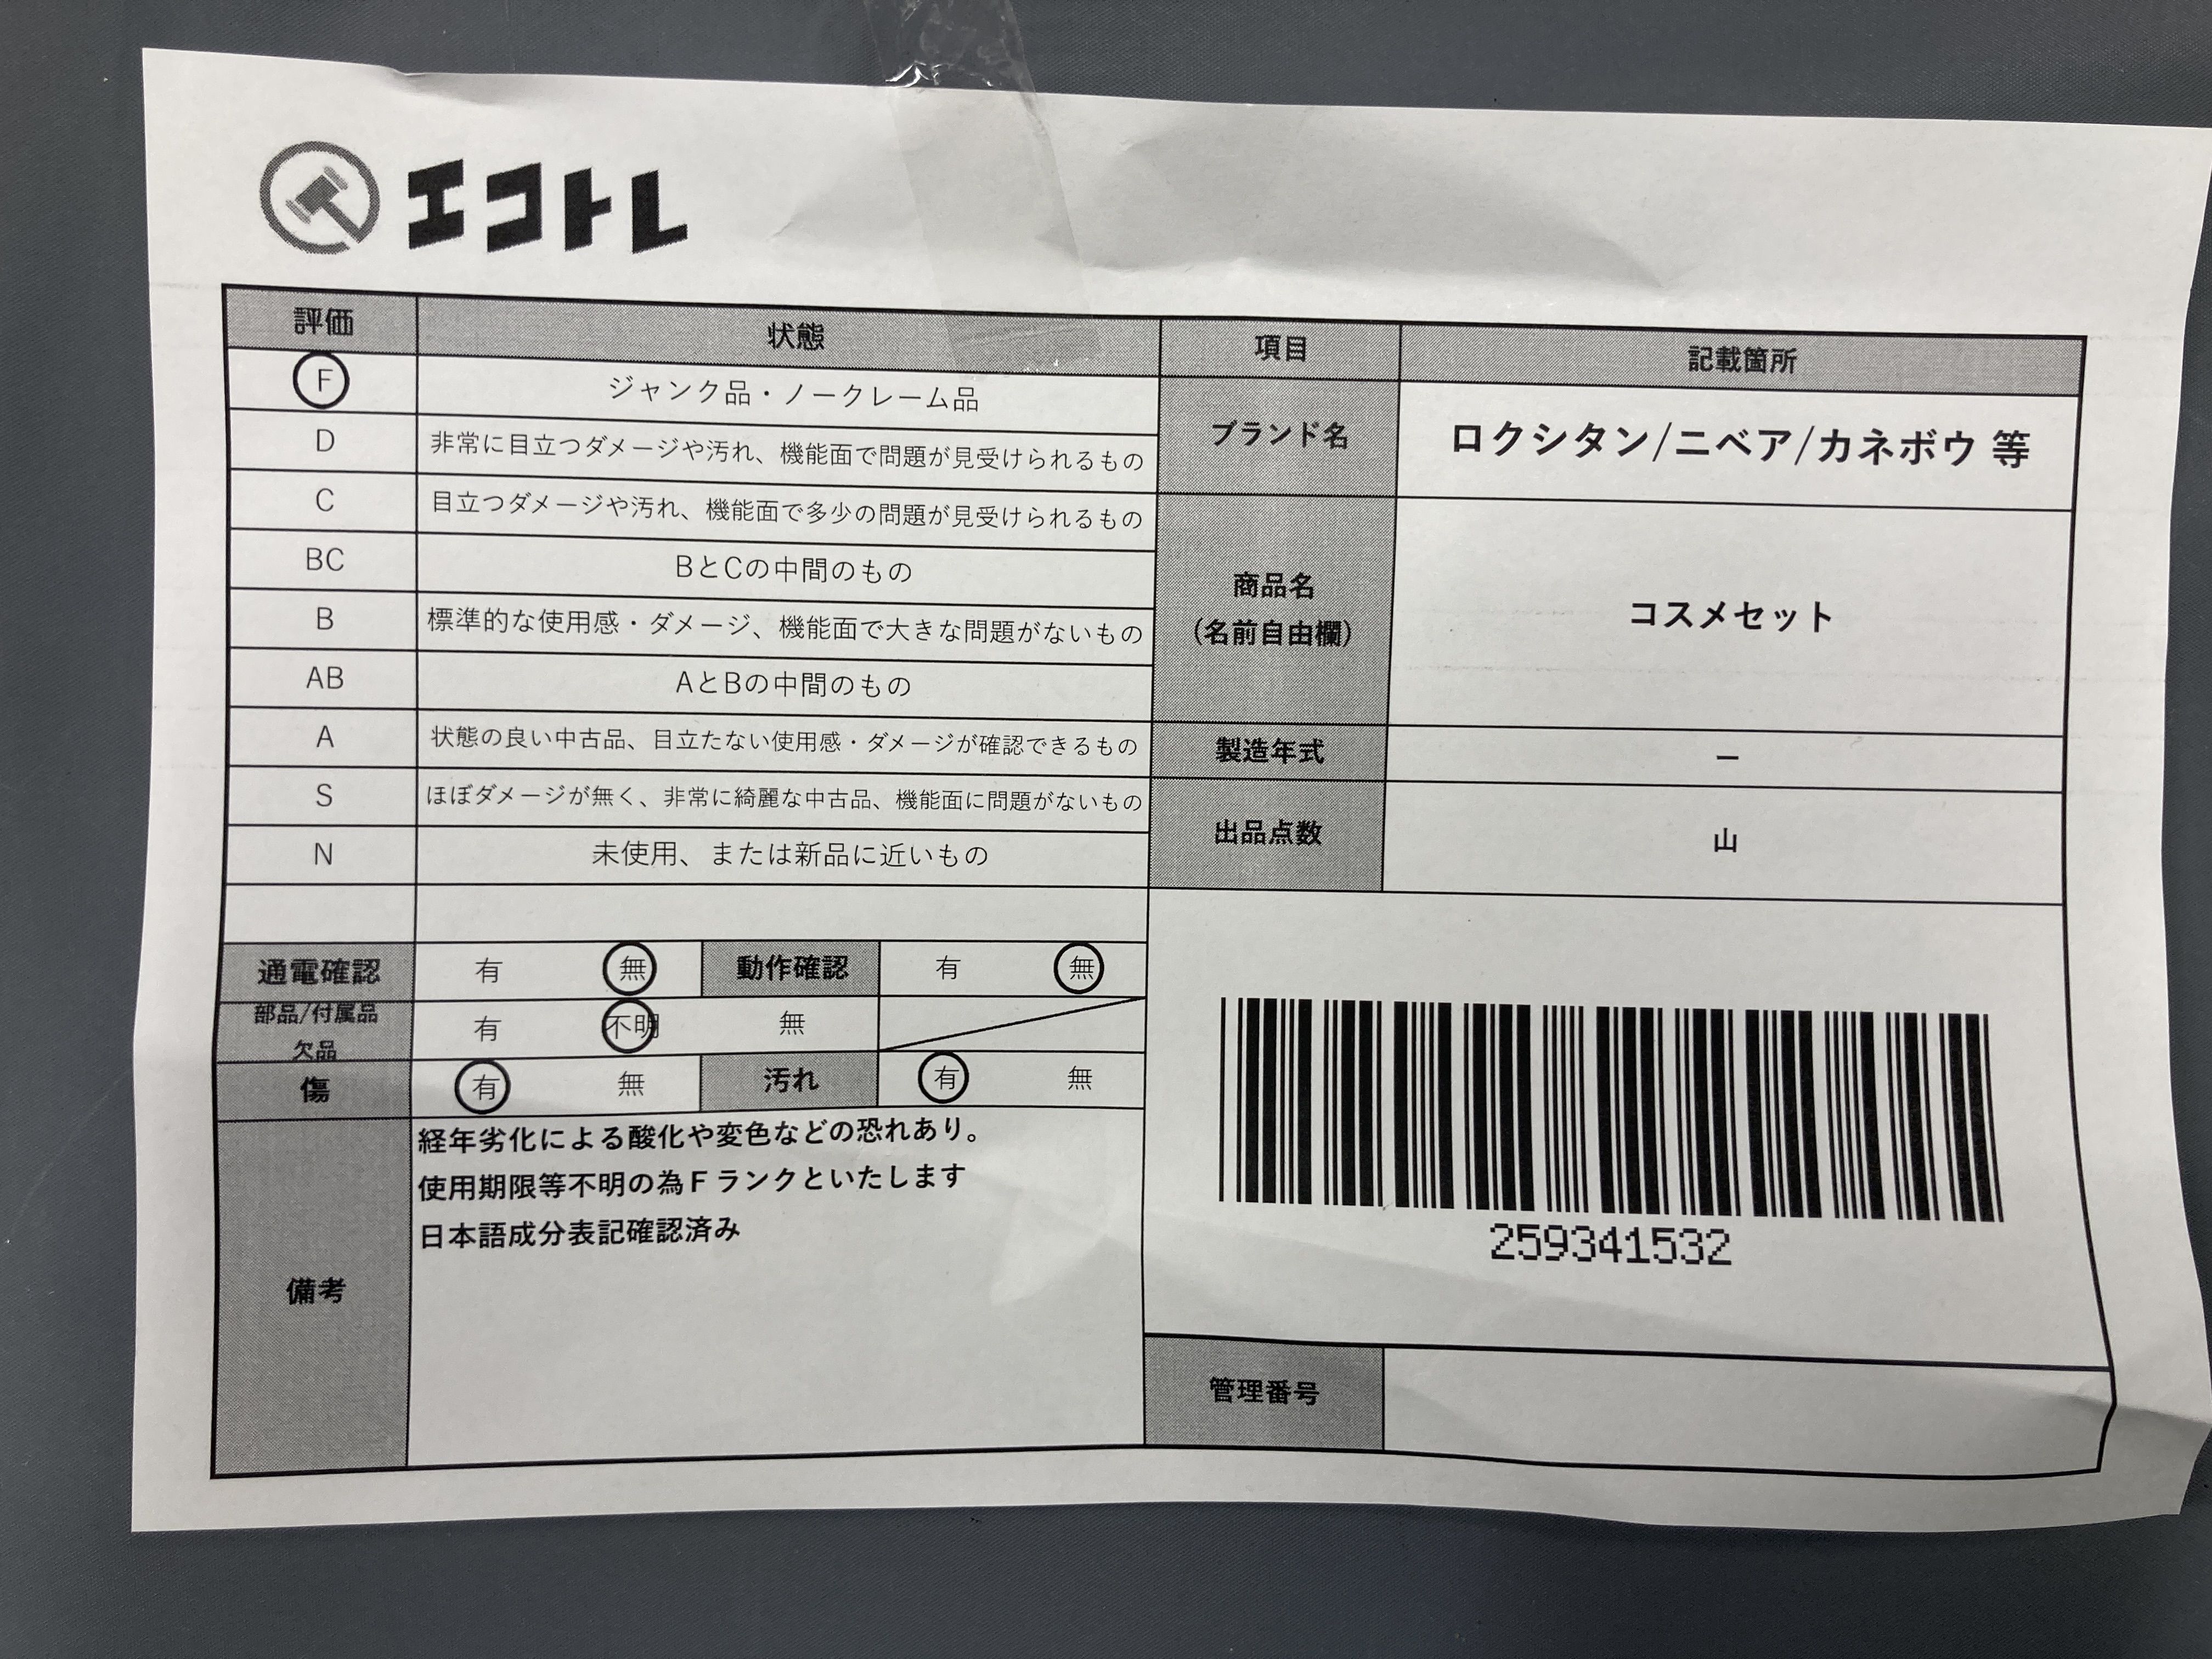 エコトレ
評価 状態 項目 記載箇所
F ジャンク品・ノークレーム品
D 非常に目立つダメージや汚れ、機能面で問題が見受けられるもの
C 目立つダメージや汚れ、機能面で多少の問題が見受けられるもの
BC BとCの中間のもの
B 標準的な使用感・ダメージ、機能面で大きな問題がないもの
AB AとBの中間のもの
A 状態の良い中古品、目立たない使用感・ダメージが確認できるもの
S ほぼダメージが無く、非常に綺麗な中古品、機能面に問題がないもの
N 未使用、または新品に近いもの
ブランド名 ロクシタン/ニベア/カネボウ 等
商品名
（名前自由欄） コスメセット
製造年式 ー
出品点数 山
通電確認 有 無 動作確認 有 無
部品/付属品
欠品 有 不明 無
傷 有 無 汚れ 有 無
備考
経年劣化による酸化や変色などの恐れあり。
使用期限等不明の為Ｆランクといたします
日本語成分表記確認済み
259341532
管理番号